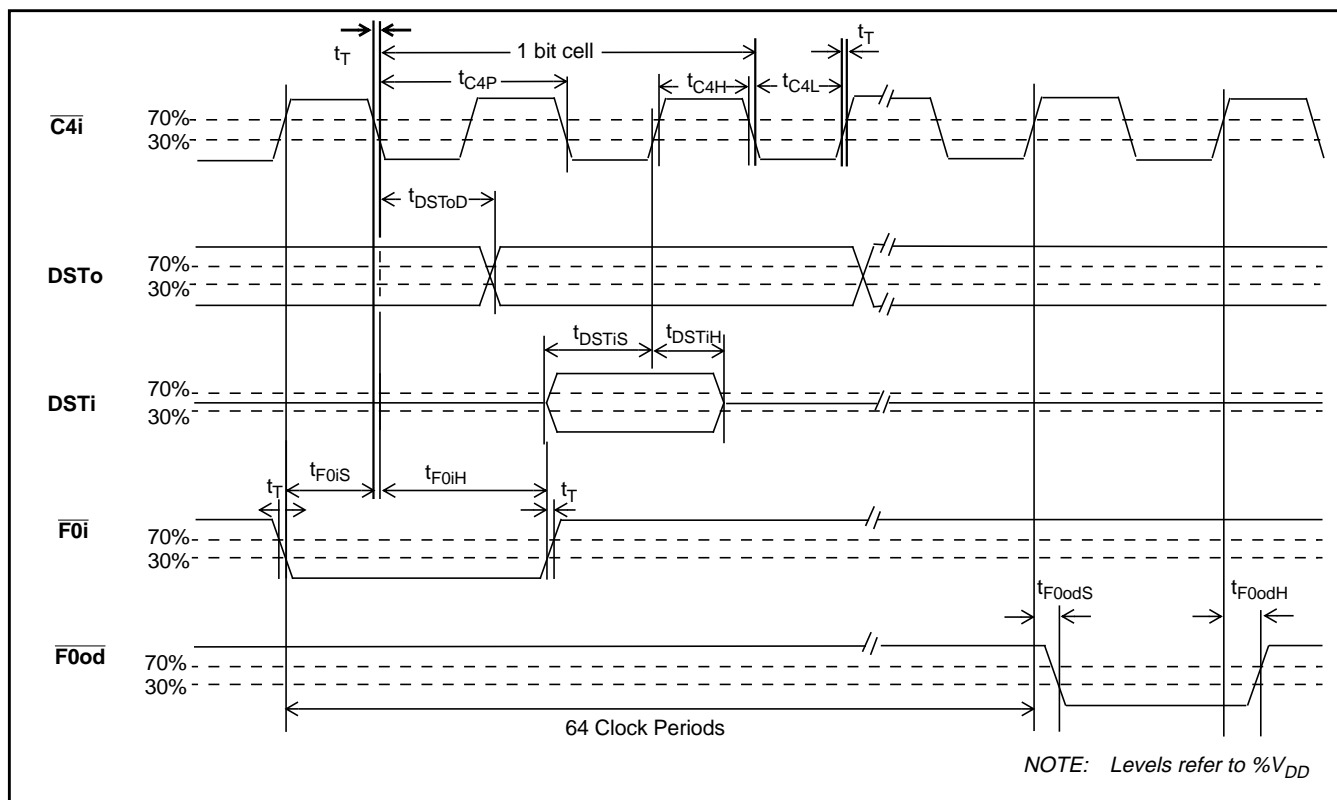 tT
1 bit cell
tT
tC4P
tC4H
tC4L
C4i
70%
30%
tDSToD
DSTo
70%
30%
tDSTiS
tDSTiH
DSTi
70%
30%
tF0iS
tF0iH
tT
tT
F0i
70%
30%
tF0odS
tF0odH
F0od
70%
30%
64 Clock Periods
NOTE: Levels refer to %VDD